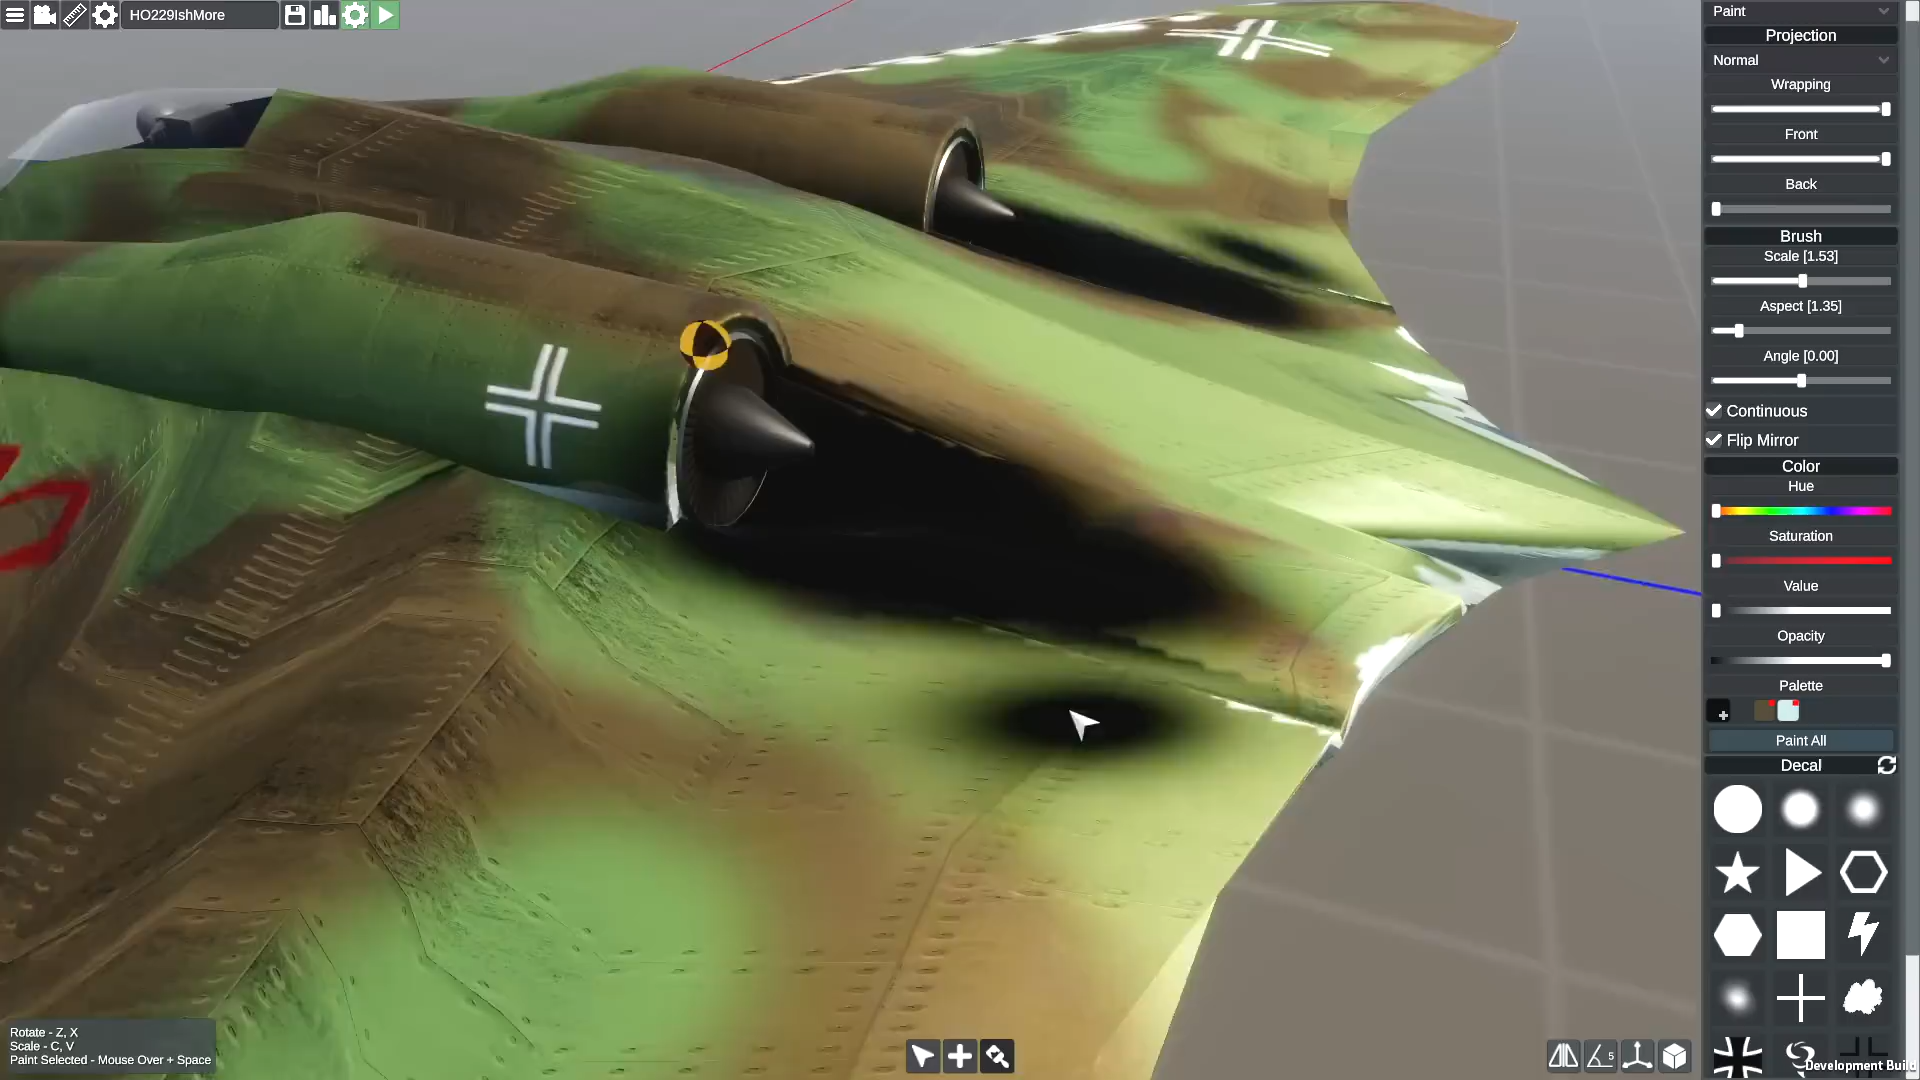 HO229IshMore
Paint
Projection
Normal
Wrapping
Front
Back
Brush
Scale [1.53]
Aspect [1.35]
Angle [0.00]
Continuous
Flip Mirror
Color
Hue
Saturation
Value
Opacity
Palette
Paint All
Decal
Rotate - Z, X
Scale - C, V
Paint Selected - Mouse Over + Space
5
Development Build